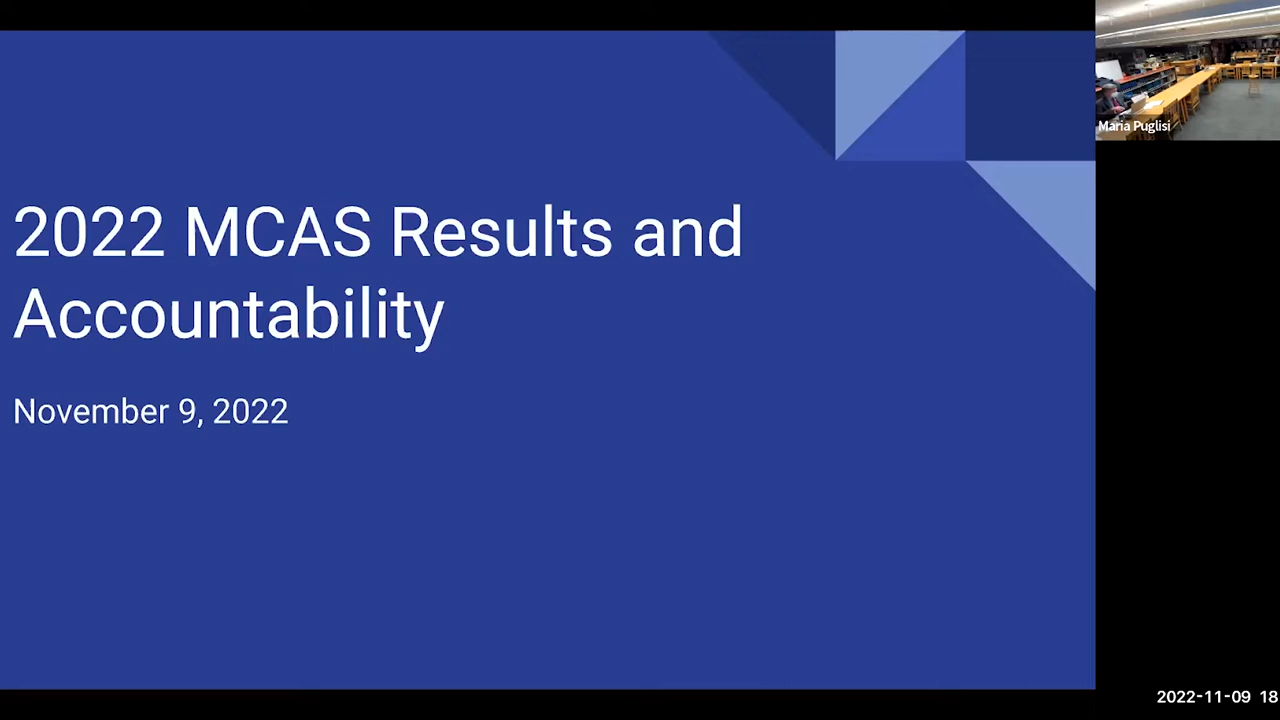 2022 MCAS Results and
Accountability
November 9, 2022
Maria Puglisi
2022-11-09 18